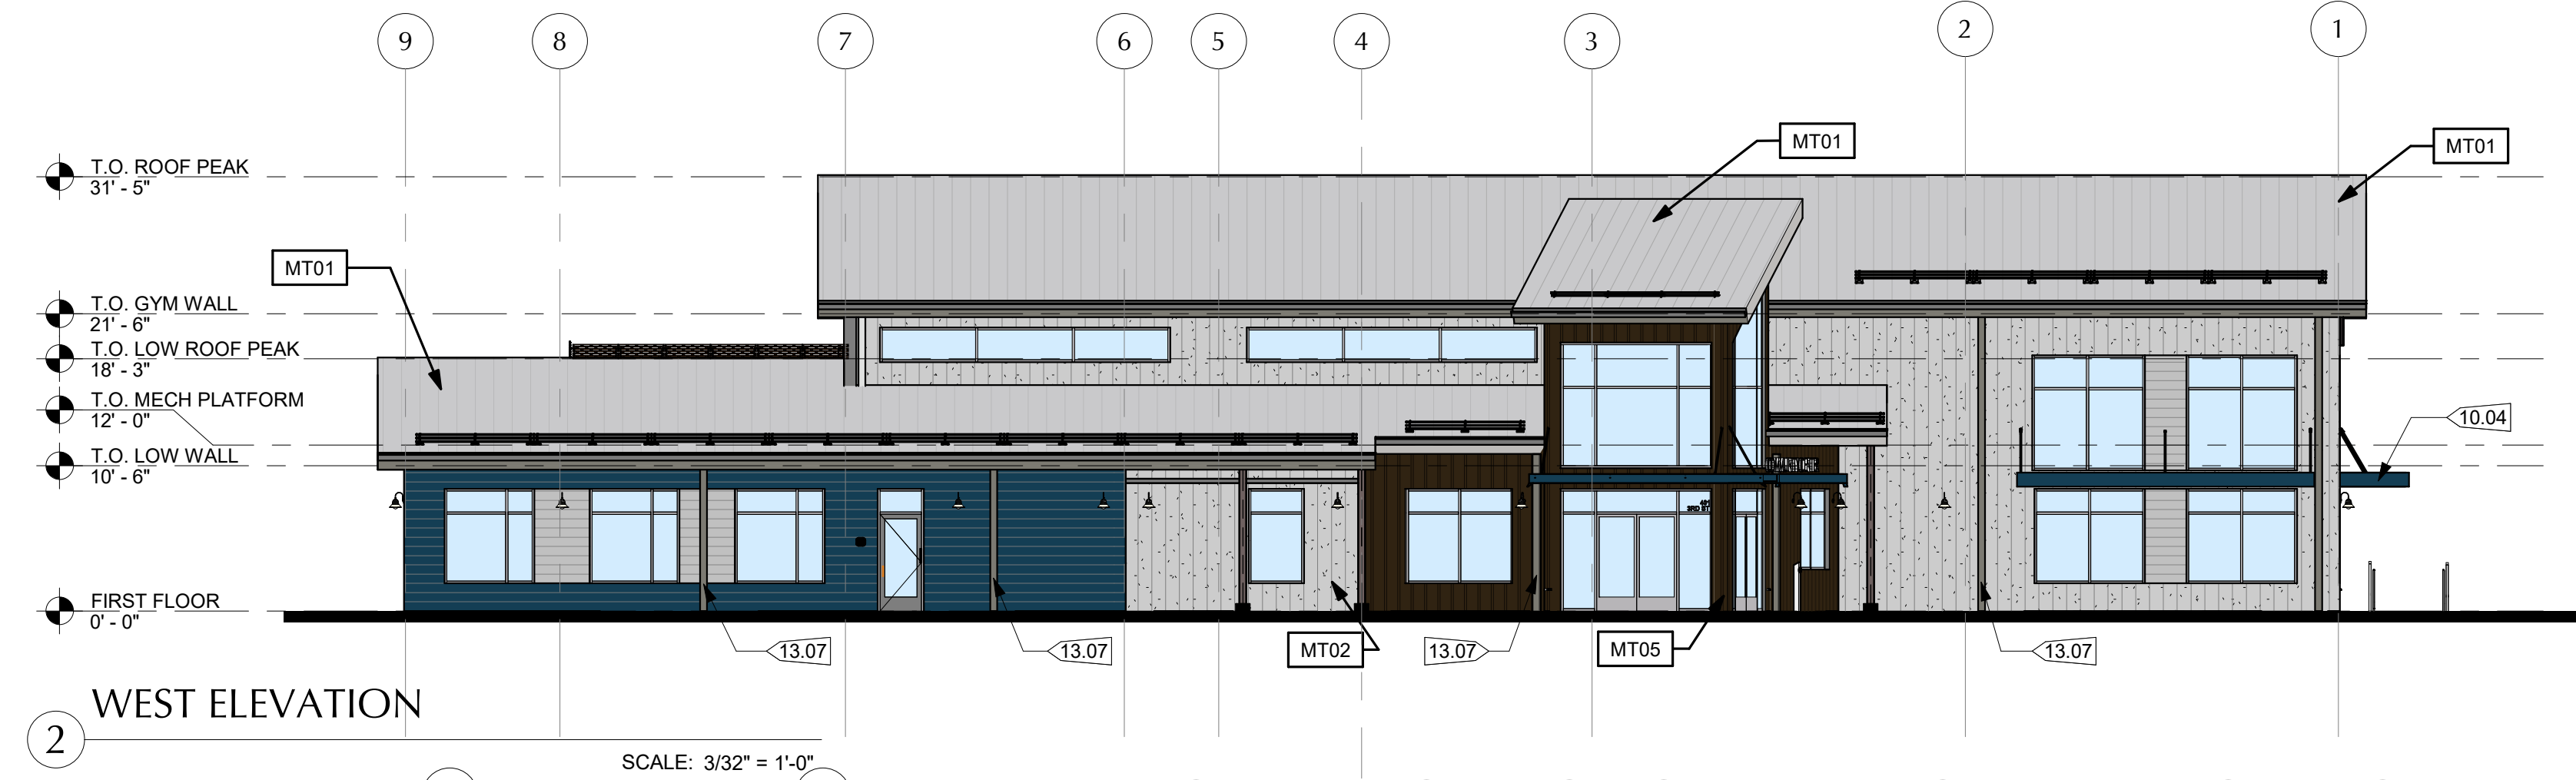 9 8 7 6 5 4 3 2 1
MT01
MT01
T.O. ROOF PEAK
31' - 5"
MT01
T.O. GYM WALL
21' - 6"
T.O. LOW ROOF PEAK
18' - 3"
T.O. MECH PLATFORM
12' - 0"
10.04
T.O. LOW WALL
10' - 6"
3RD ST
FIRST FLOOR
0' - 0"
13.07 13.07 MT02 13.07 MT05 13.07
WEST ELEVATION
2
SCALE: 3/32" = 1'-0"